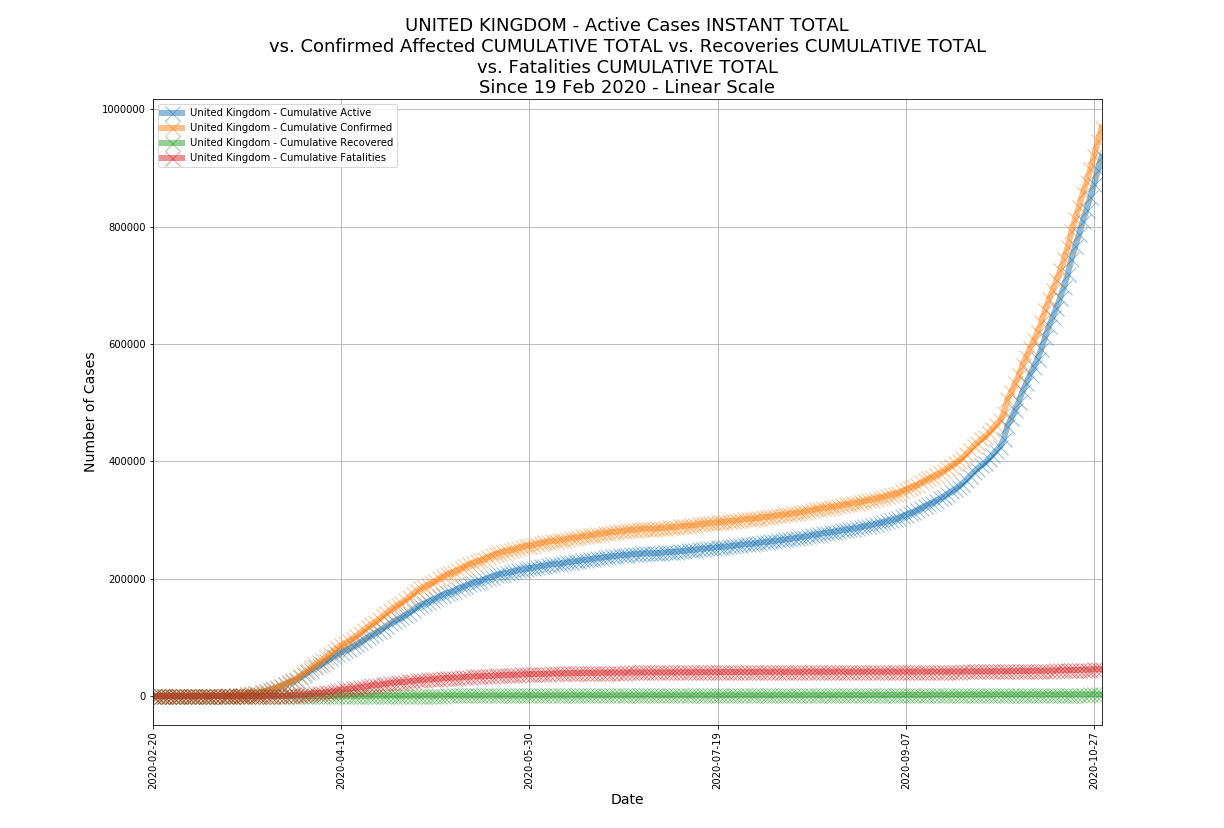 UNITED KINGDOM - Active Cases INSTANT TOTAL
vs. Confirmed Affected CUMULATIVE TOTAL vs. Recoveries CUMULATIVE TOTAL
vs. Fatalities CUMULATIVE TOTAL
Since 19 Feb 2020 - Linear Scale
United Kingdom - Cumulative Active
United Kingdom - Cumulative Confirmed
United Kingdom - Cumulative Recovered
United Kingdom - Cumulative Fatalities
Number of Cases
1000000
800000
600000
400000
200000
0
2020-02-20
2020-04-10
2020-05-30
2020-07-19
2020-09-07
2020-10-27
Date